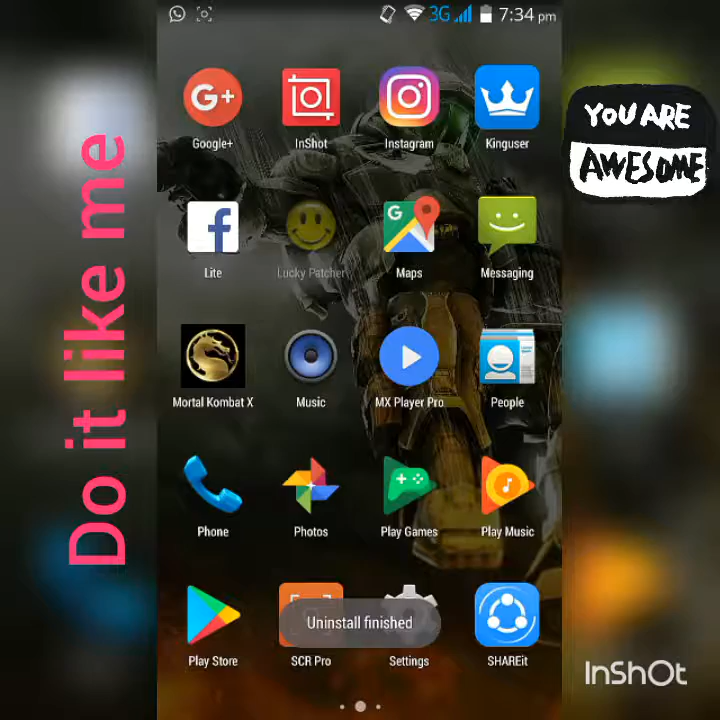 3G 7:34 pm
G+
Google+
InShot
Instagram
Kinguser
Lite
Lucky Patcher
Maps
Messaging
Mortal Kombat X
Music
MX Player Pro
People
Phone
Photos
Play Games
Play Music
Play Store
SCR Pro
Settings
SHAREit
Uninstall finished
Do it like me
YOU ARE
AWESOME
InShOt